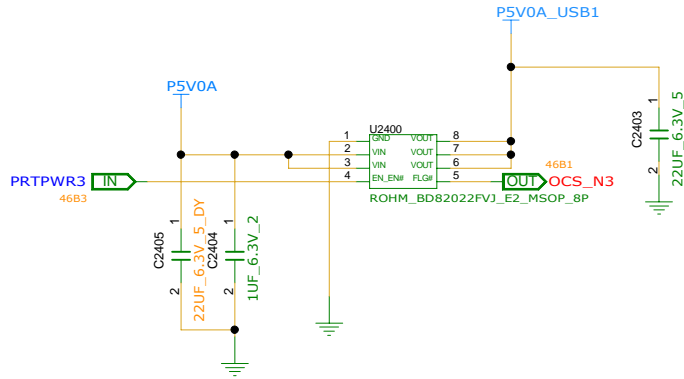 P5V0A_USB1
P5V0A
U2400
1 GND VOUT 8
2 VIN VOUT 7
3 VIN VOUT 6
4 EN_EN# FLG# 5
ROHM_BD82022FVJ_E2_MSOP_8P
PRTPWR3 IN
46B3
46B1
OUT OCS_N3
1
C2403
2
22UF_6.3V_5
1
C2405
2
22UF_6.3V_5_DY
1
C2404
2
1UF_6.3V_2